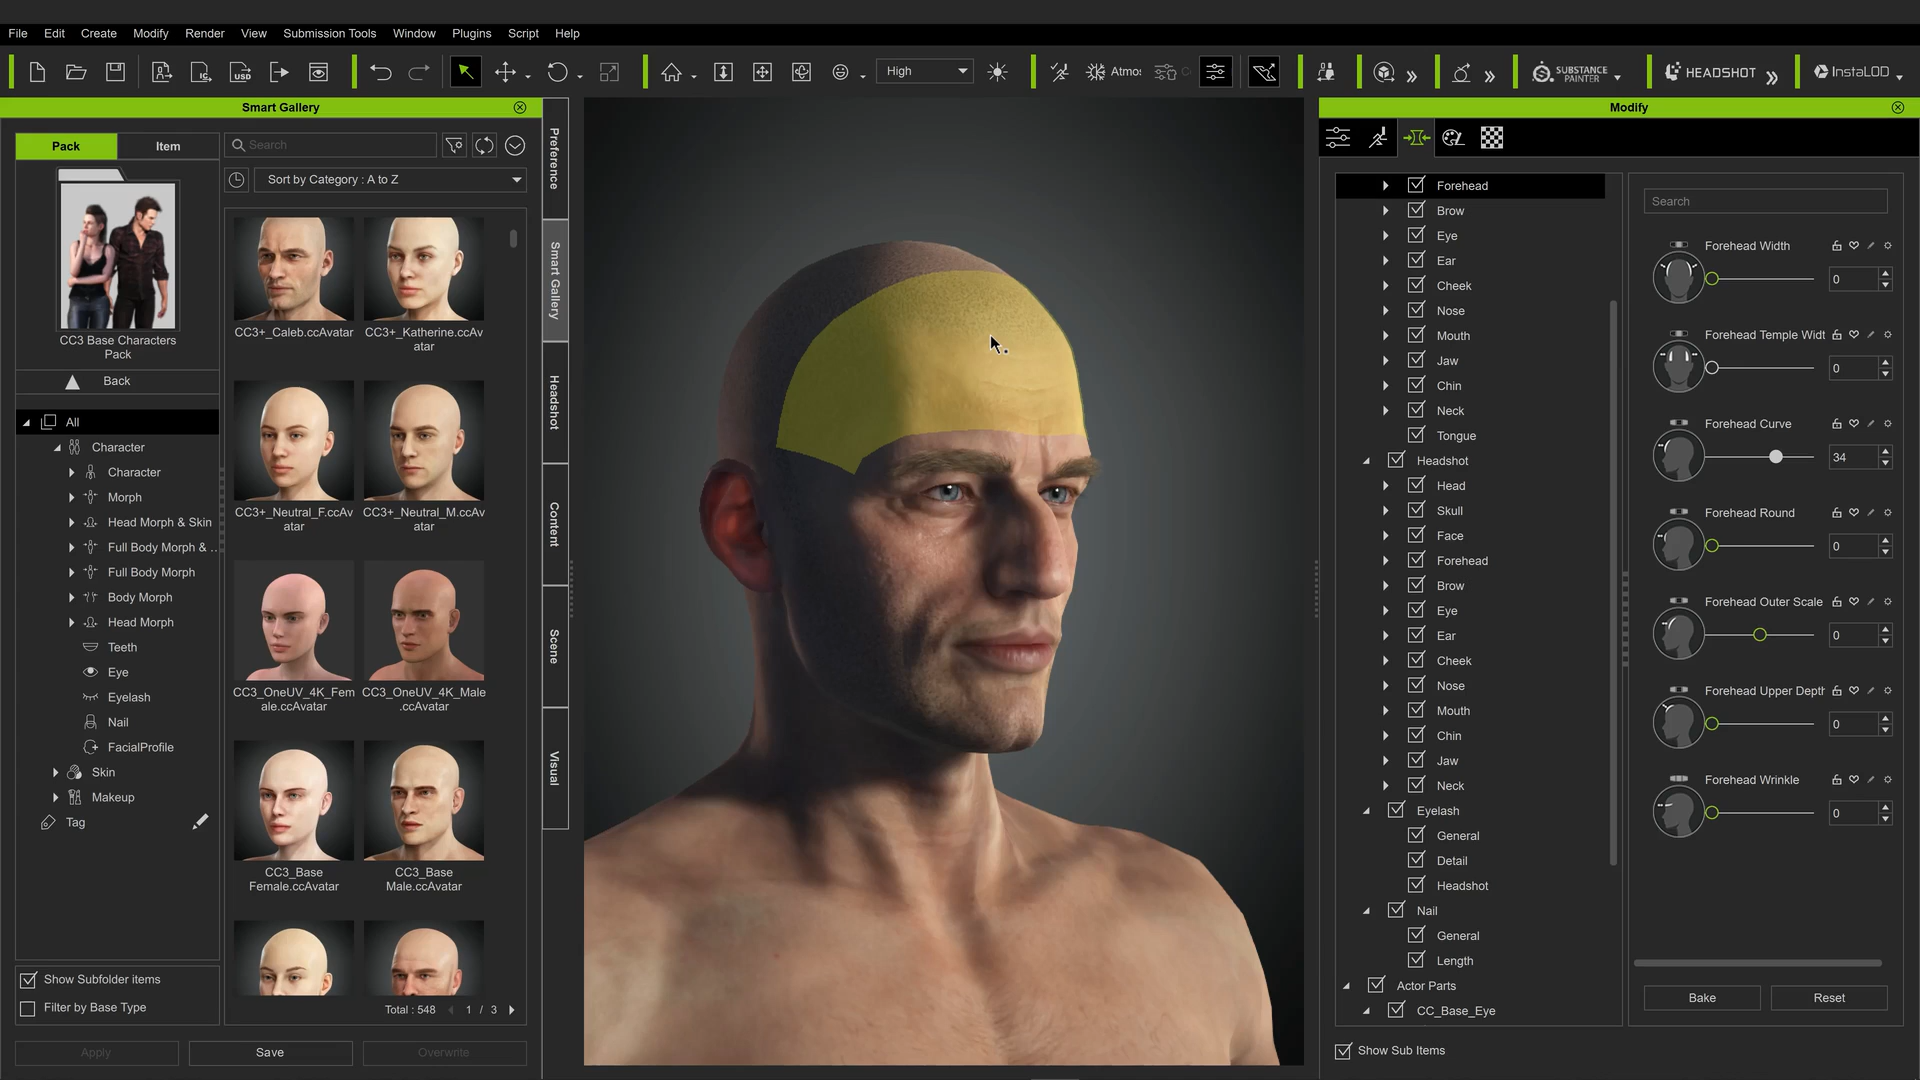 File Edit Create Modify Render View Submission Tools Window Plugins Script Help
IC USD High Atmo: SUBSTANCE PAINTER HEADSHOT INSTALOD
Smart Gallery
Pack Item
Search
Sort by Category : A to Z
CC3 Base Characters
Pack
Back
All
Character
Character
Morph
Head Morph & Skin
Full Body Morph & ..
Full Body Morph
Body Morph
Head Morph
Teeth
Eye
Eyelash
Nail
FacialProfile
Skin
Makeup
Tag
Show Subfolder items
Filter by Base Type
CC3+_Caleb.ccAvatar
CC3+_Katherine.ccAv
atar
CC3+_Neutral_F.ccAv
atar
CC3+_Neutral_M.ccAv
atar
CC3_OneUV_4K_Fem
ale.ccAvatar
CC3_OneUV_4K_Male
.ccAvatar
CC3_Base
Female.ccAvatar
CC3_Base
Male.ccAvatar
Total : 548 1 / 3
Apply Save Overwrite
Preference
Smart Gallery
Headshot
Content
Scene
Visual
Modify
Forehead
Brow
Eye
Ear
Cheek
Nose
Mouth
Jaw
Chin
Neck
Tongue
Headshot
Head
Skull
Face
Forehead
Brow
Eye
Ear
Cheek
Nose
Mouth
Chin
Jaw
Neck
Eyelash
General
Detail
Headshot
Nail
General
Length
Actor Parts
CC_Base_Eye
Show Sub Items
Search
Forehead Width
0
Forehead Temple Widt
0
Forehead Curve
34
Forehead Round
0
Forehead Outer Scale
0
Forehead Upper Depth
0
Forehead Wrinkle
0
Bake Reset